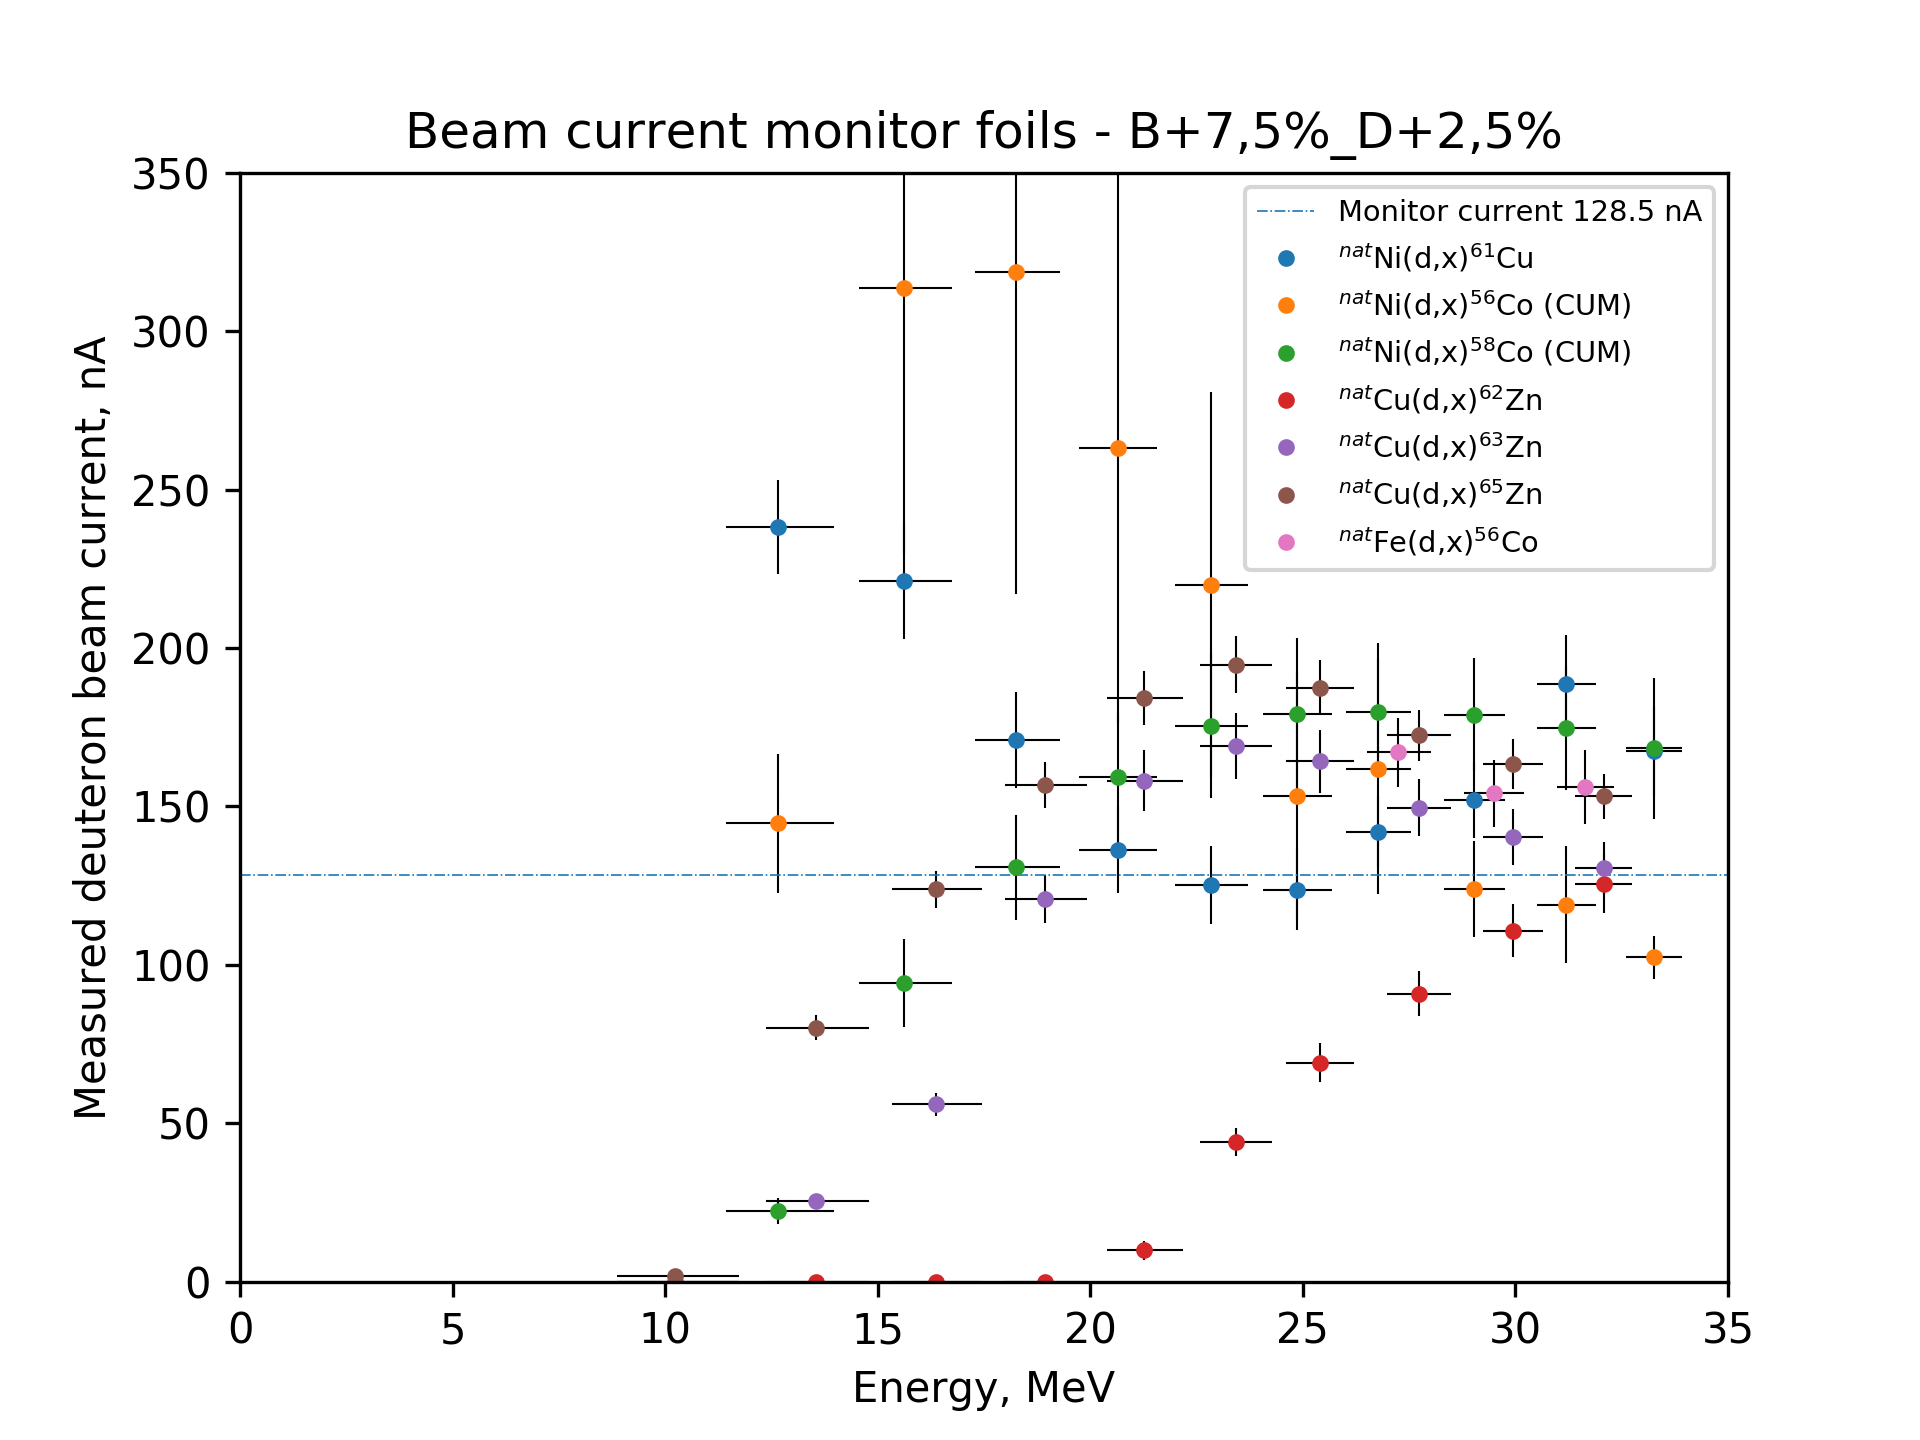 Beam current monitor foils - B+7,5%_D+2,5%
Measured deuteron beam current, nA
350
300
250
200
150
100
50
0
Monitor current 128.5 nA
ⁿᵃᵗNi(d,x)⁶¹Cu
ⁿᵃᵗNi(d,x)⁵⁶Co (CUM)
ⁿᵃᵗNi(d,x)⁵⁸Co (CUM)
ⁿᵃᵗCu(d,x)⁶²Zn
ⁿᵃᵗCu(d,x)⁶³Zn
ⁿᵃᵗCu(d,x)⁶⁵Zn
ⁿᵃᵗFe(d,x)⁵⁶Co
0 5 10 15 20 25 30 35
Energy, MeV